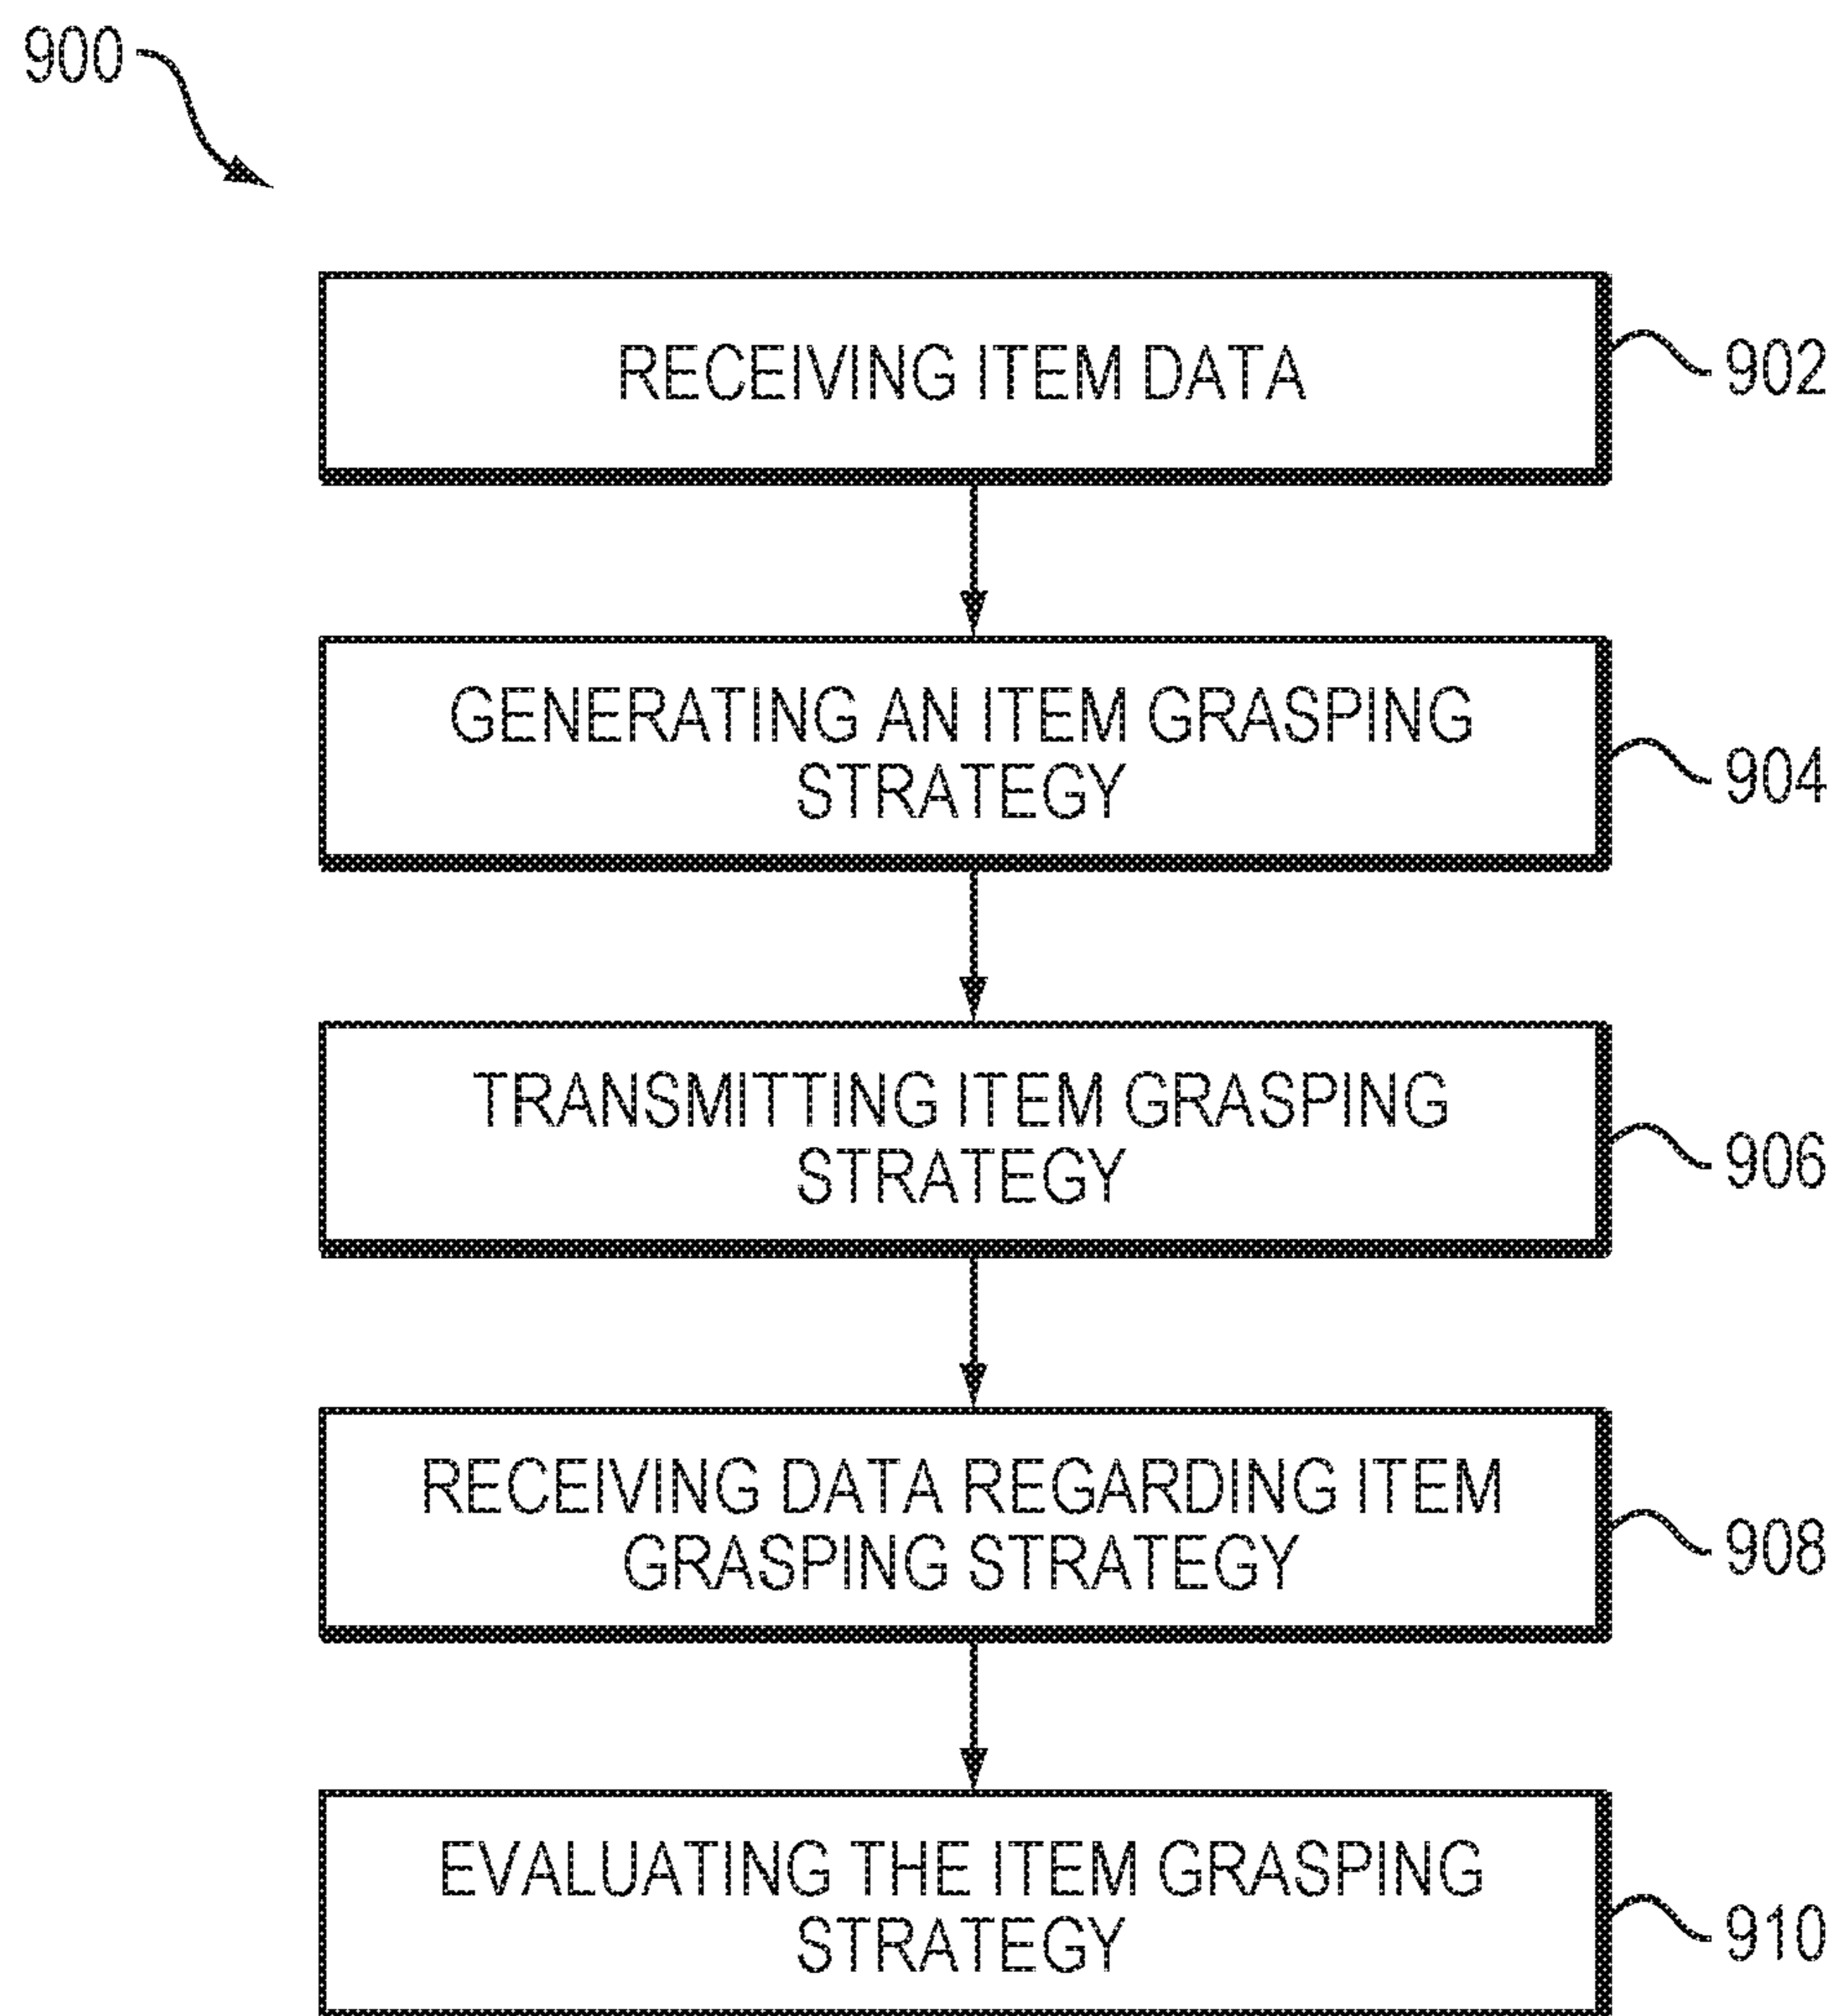 900
RECEIVING ITEM DATA
902
GENERATING AN ITEM GRASPING
STRATEGY
904
TRANSMITTING ITEM GRASPING
STRATEGY
906
RECEIVING DATA REGARDING ITEM
GRASPING STRATEGY
908
EVALUATING THE ITEM GRASPING
STRATEGY
910